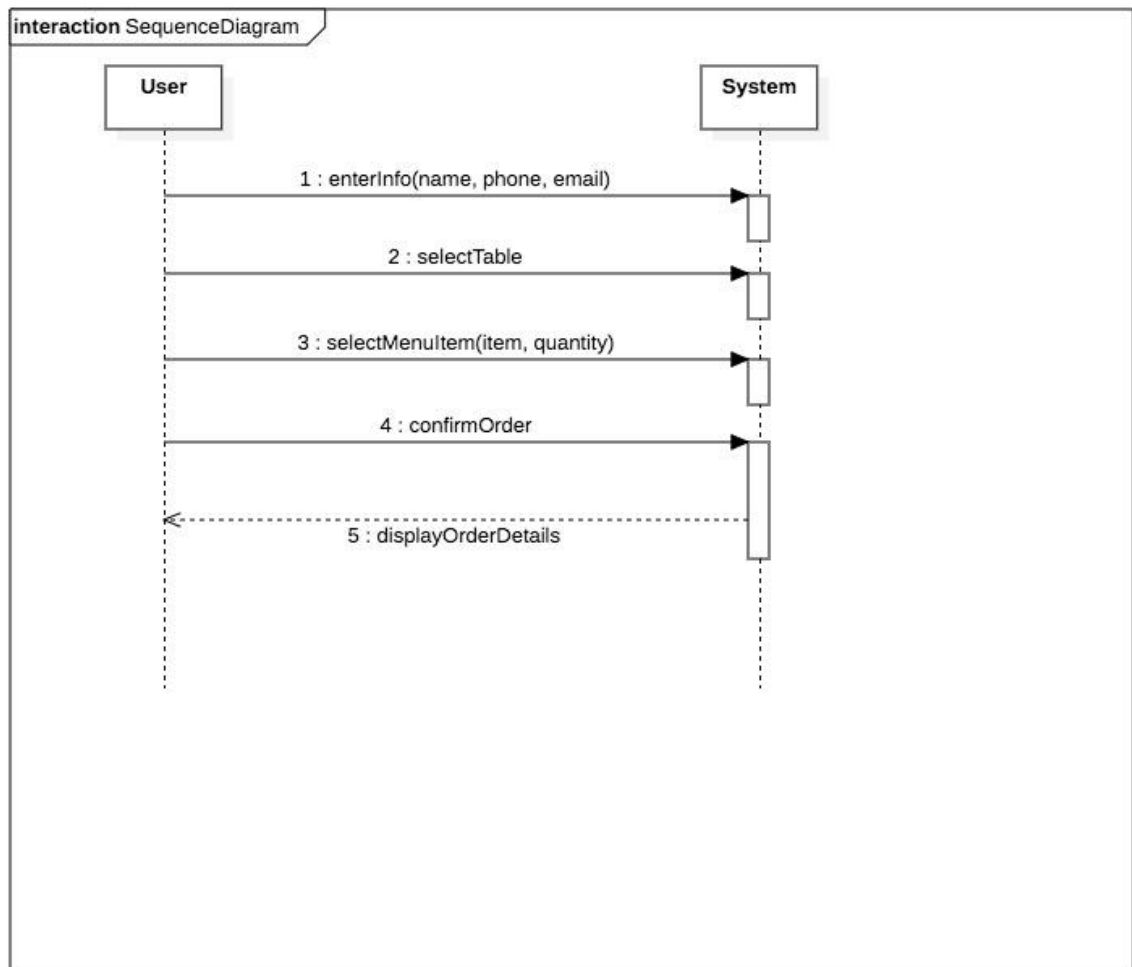 interaction SequenceDiagram
User
System
1 : enterInfo(name, phone, email)
2 : selectTable
3 : selectMenuItem(item, quantity)
4 : confirmOrder
5 : displayOrderDetails